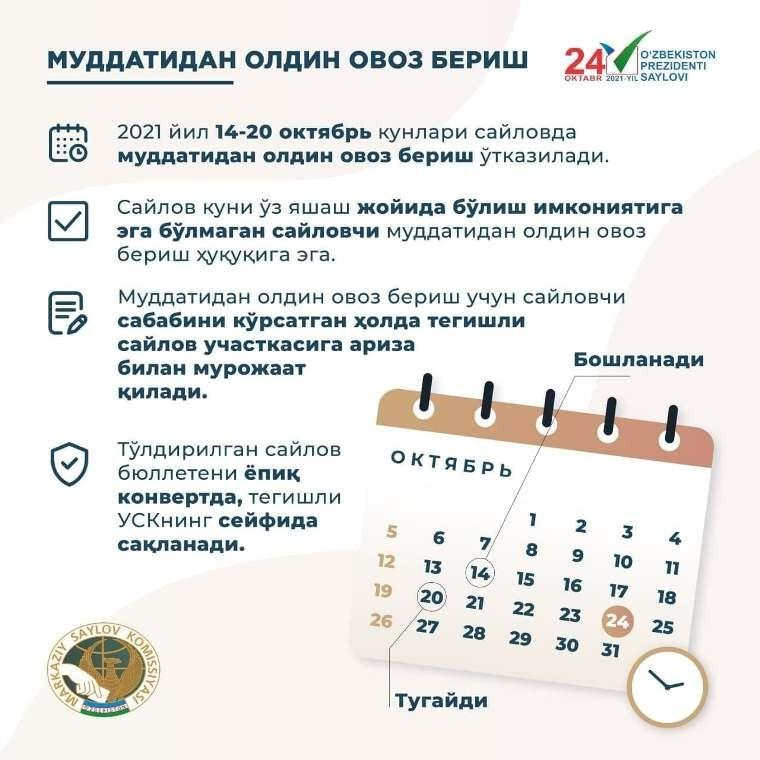 МУДДАТИДАН ОЛДИН ОВОЗ БЕРИШ
24
OKTABR 2021-YIL
O'ZBEKISTON
PREZIDENTI
SAYLOVI
2021 йил 14-20 октябрь кунлари сайловда
муддатидан олдин овоз бериш ўтказилади.
Сайлов куни ўз яшаш жойида бўлиш имкониятига
эга бўлмаган сайловчи муддатидан олдин овоз
бериш ҳуқуқига эга.
Муддатидан олдин овоз бериш учун сайловчи
сабабини кўрсатган ҳолда тегишли
сайлов участкасига ариза
билан мурожаат
қилади.
Тўлдирилган сайлов
бюллетени ёпиқ
конвертда, тегишли
УСКнинг сейфида
сақланади.
Бошланади
ОКТЯБРЬ
1 2 3 4
5 6 7 8 9 10 11
12 13 14 15 16 17 18
19 20 21 22 23 24 25
26 27 28 29 30 31
Тугайди
MARKAZIY SAYLOV KOMISSIYASI
O'ZBEKISTON